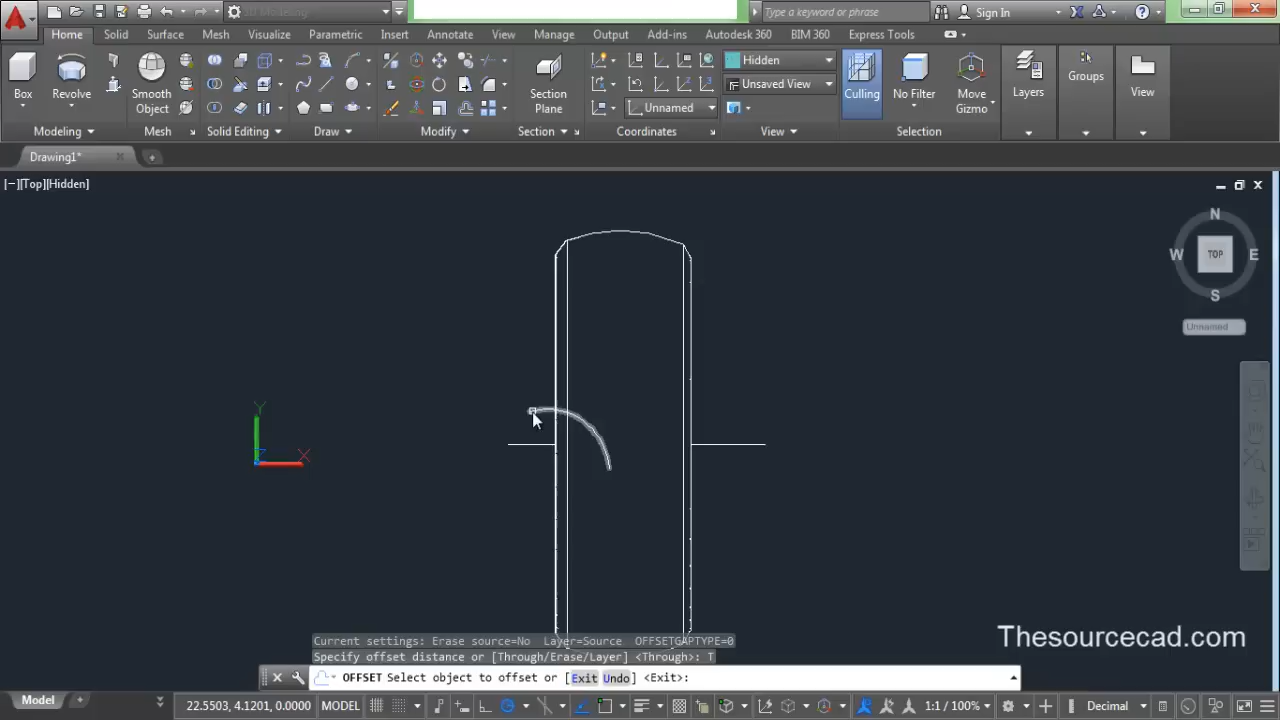 3D Modeling
Type a keyword or phrase
Sign In
Home Solid Surface Mesh Visualize Parametric Insert Annotate View Manage Output Add-ins Autodesk 360 BIM 360 Express Tools
Hidden
Unsaved View
Unnamed
Box
Revolve
Smooth
Object
Section
Plane
Culling
No Filter
Move
Gizmo
Layers
Groups
View
Modeling Mesh Solid Editing Draw Modify Section Coordinates View Selection
Drawing1*
[−][Top][Hidden]
N
W TOP E
S
Unnamed
Y
X
Current settings: Erase source=No Layer=Source OFFSETGAPTYPE=0
Specify offset distance or [Through/Erase/Layer] <Through>: T
Thesourcecad.com
OFFSET Select object to offset or [Exit Undo] <Exit>:
Model
22.5503, 4.1201, 0.0000 MODEL 1:1 / 100% Decimal